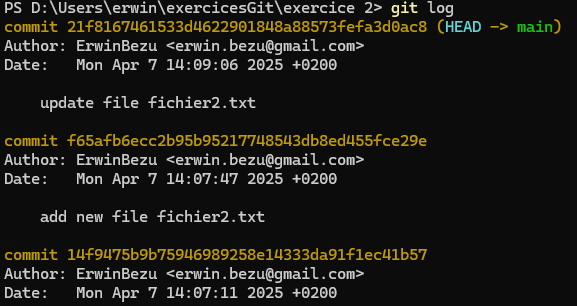 PS D:\Users\erwin\exercicesGit\exercice 2> git log
commit 21f8167461533d4622901848a88573fefa3d0ac8 (HEAD -> main)
Author: ErwinBezu <erwin.bezu@gmail.com>
Date:   Mon Apr 7 14:09:06 2025 +0200
    update file fichier2.txt
commit f65afb6ecc2b95b95217748543db8ed455fce29e
Author: ErwinBezu <erwin.bezu@gmail.com>
Date:   Mon Apr 7 14:07:47 2025 +0200
    add new file fichier2.txt
commit 14f9475b9b75946989258e14333da91f1ec41b57
Author: ErwinBezu <erwin.bezu@gmail.com>
Date:   Mon Apr 7 14:07:11 2025 +0200